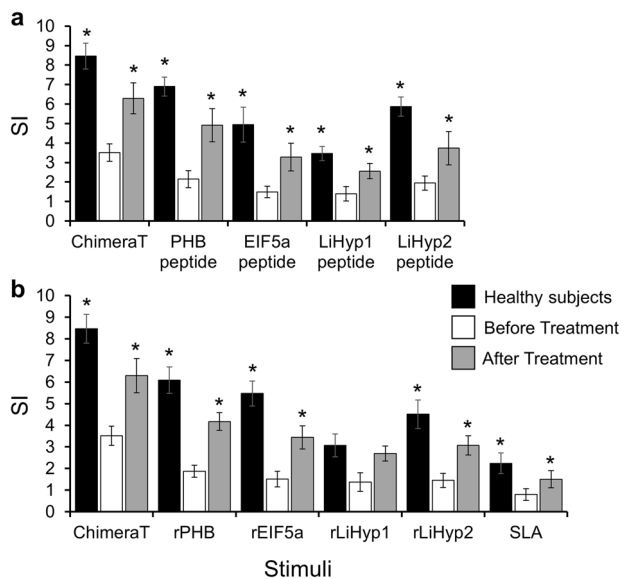 a
SI
10
9
8
7
6
5
4
3
2
1
0
* * * * * * * * * *
ChimeraT PHB peptide EIF5a peptide LiHyp1 peptide LiHyp2 peptide
b
SI
10
9
8
7
6
5
4
3
2
1
0
* * * * * * * * * *
Healthy subjects
Before Treatment
After Treatment
ChimeraT rPHB rEIF5a rLiHyp1 rLiHyp2 SLA
Stimuli